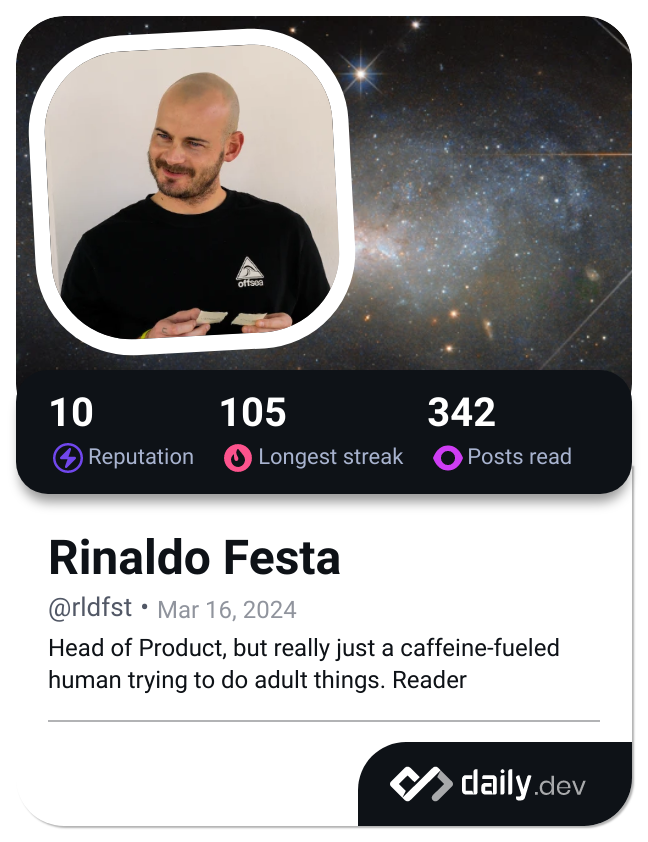 offsea
10 105 342
Reputation Longest streak Posts read
Rinaldo Festa
@rldfst • Mar 16, 2024
Head of Product, but really just a caffeine-fueled
human trying to do adult things. Reader
daily.dev